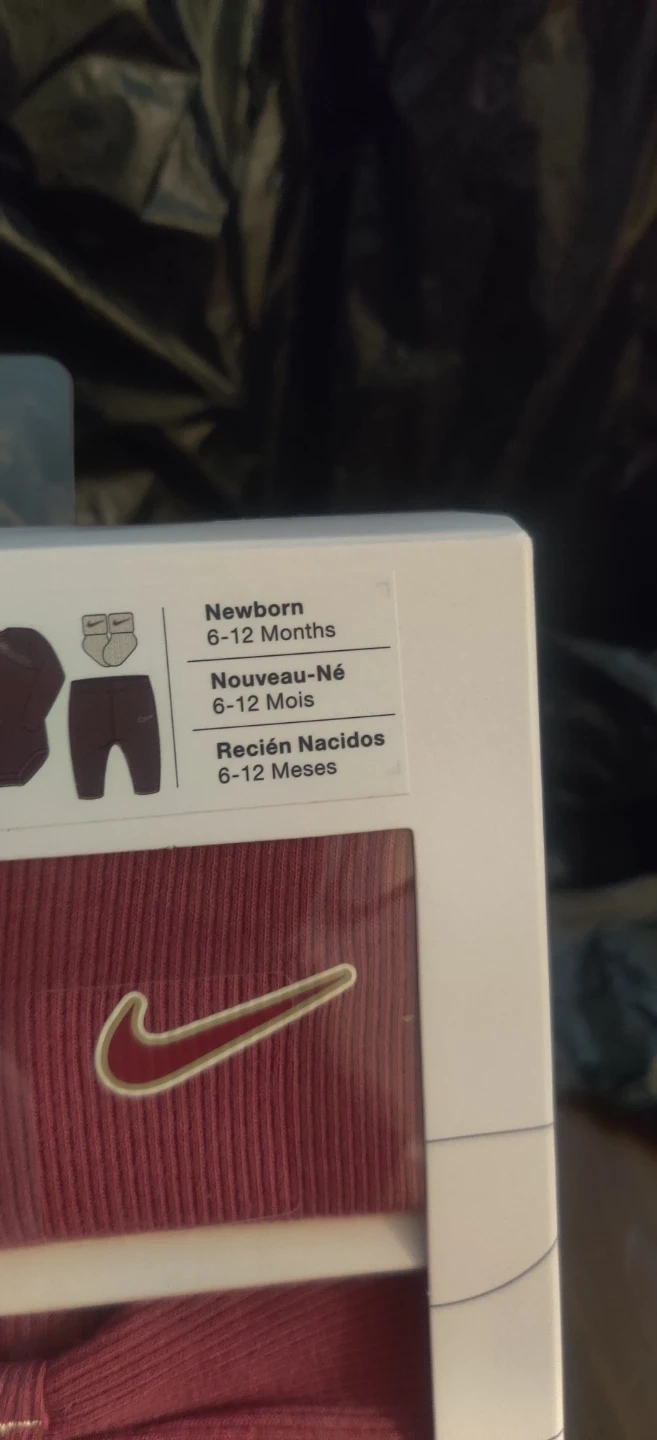 Newborn
6-12 Months
Nouveau-Né
6-12 Mois
Recién Nacidos
6-12 Meses